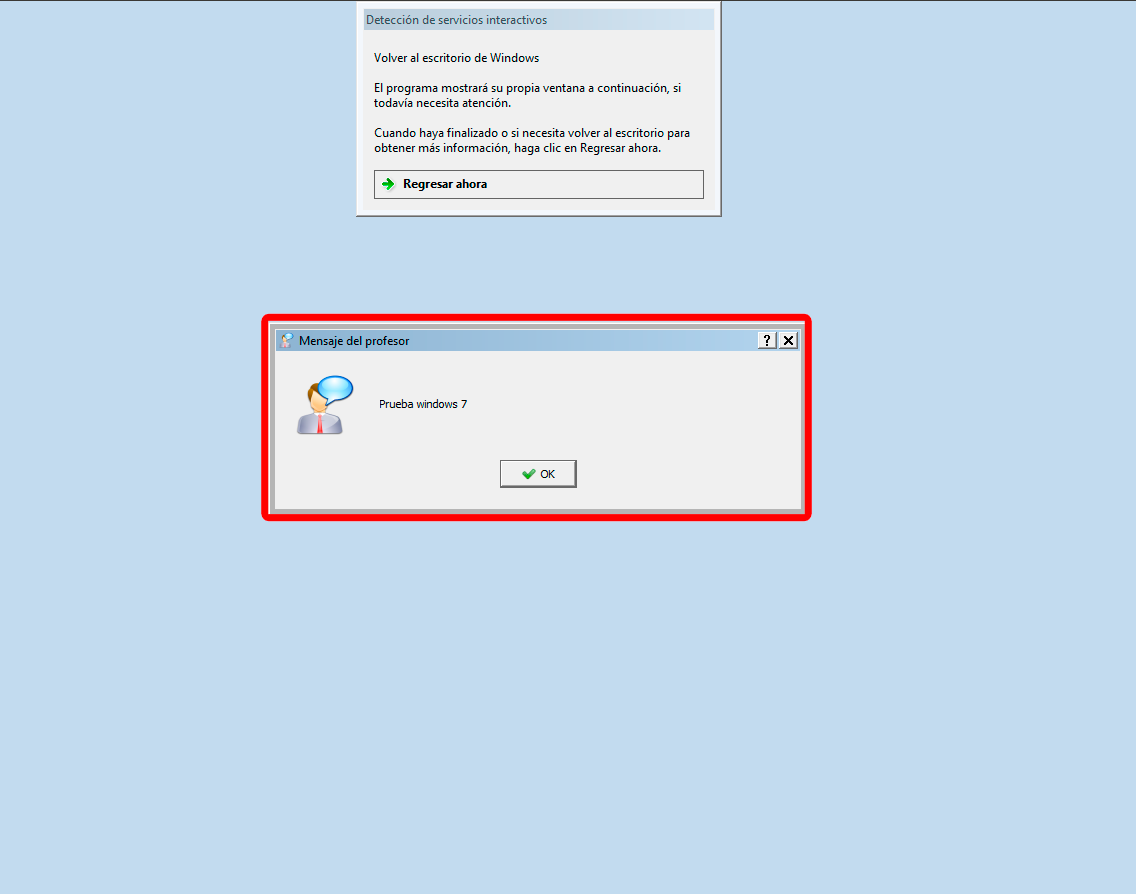 Detección de servicios interactivos
Volver al escritorio de Windows
El programa mostrará su propia ventana a continuación, si
todavía necesita atención.
Cuando haya finalizado o si necesita volver al escritorio para
obtener más información, haga clic en Regresar ahora.
Regresar ahora
Mensaje del profesor
?
Prueba windows 7
OK